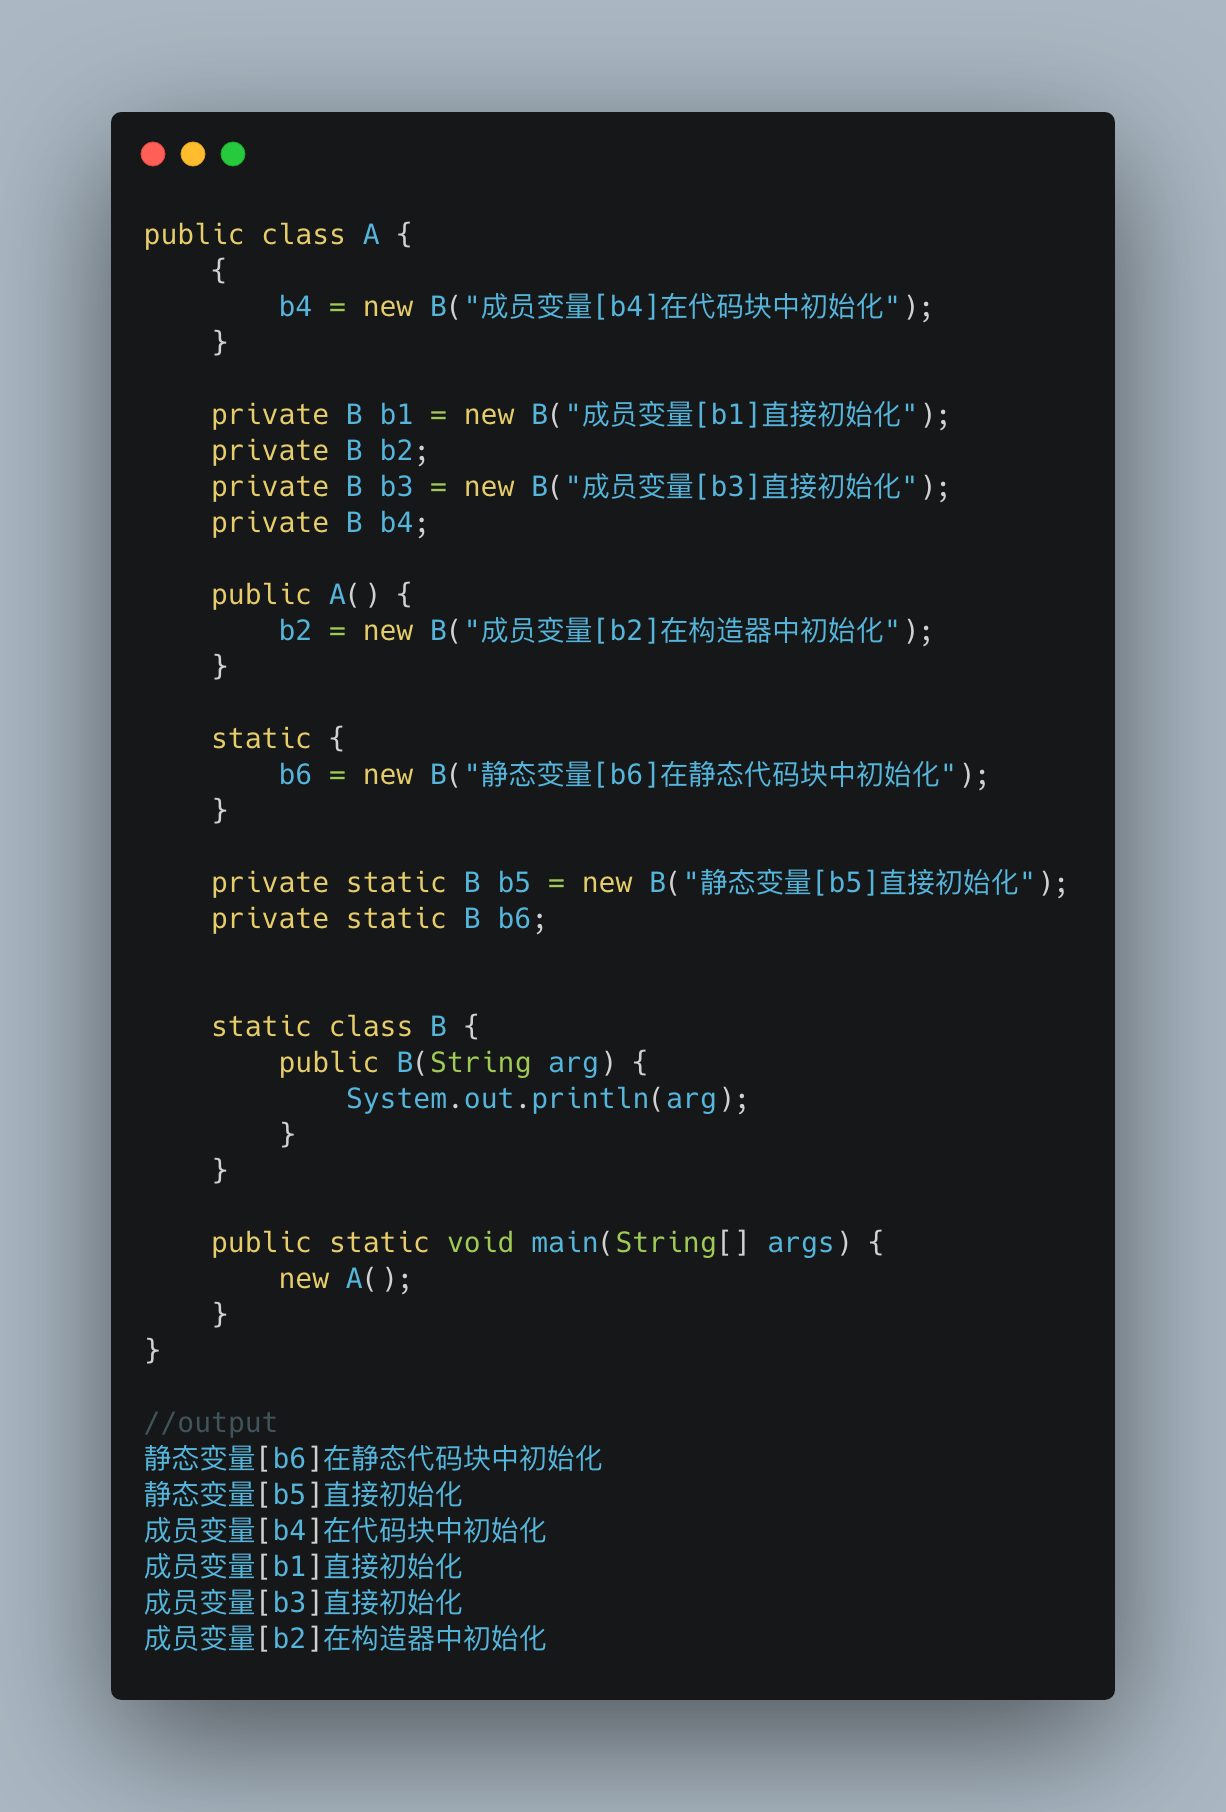 public class A {
    {
        b4 = new B("成员变量[b4]在代码块中初始化");
    }

    private B b1 = new B("成员变量[b1]直接初始化");
    private B b2;
    private B b3 = new B("成员变量[b3]直接初始化");
    private B b4;

    public A() {
        b2 = new B("成员变量[b2]在构造器中初始化");
    }

    static {
        b6 = new B("静态变量[b6]在静态代码块中初始化");
    }

    private static B b5 = new B("静态变量[b5]直接初始化");
    private static B b6;


    static class B {
        public B(String arg) {
            System.out.println(arg);
        }
    }

    public static void main(String[] args) {
        new A();
    }
}

//output
静态变量[b6]在静态代码块中初始化
静态变量[b5]直接初始化
成员变量[b4]在代码块中初始化
成员变量[b1]直接初始化
成员变量[b3]直接初始化
成员变量[b2]在构造器中初始化